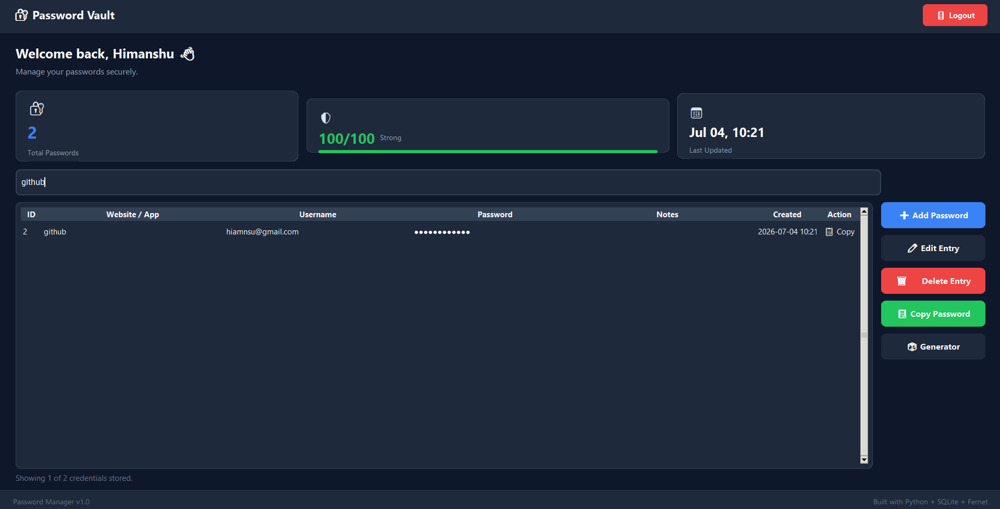 Password Vault
Logout
Welcome back, Himanshu
Manage your passwords securely.
2
Total Passwords
100/100 Strong
Jul 04, 10:21
Last Updated
github
ID Website / App Username Password Notes Created Action
2 github hiamnsu@gmail.com ●●●●●●●●●●●● 2026-07-04 10:21 Copy
Add Password
Edit Entry
Delete Entry
Copy Password
Generator
Showing 1 of 2 credentials stored.
Password Manager v1.0
Built with Python + SQLite + Fernet